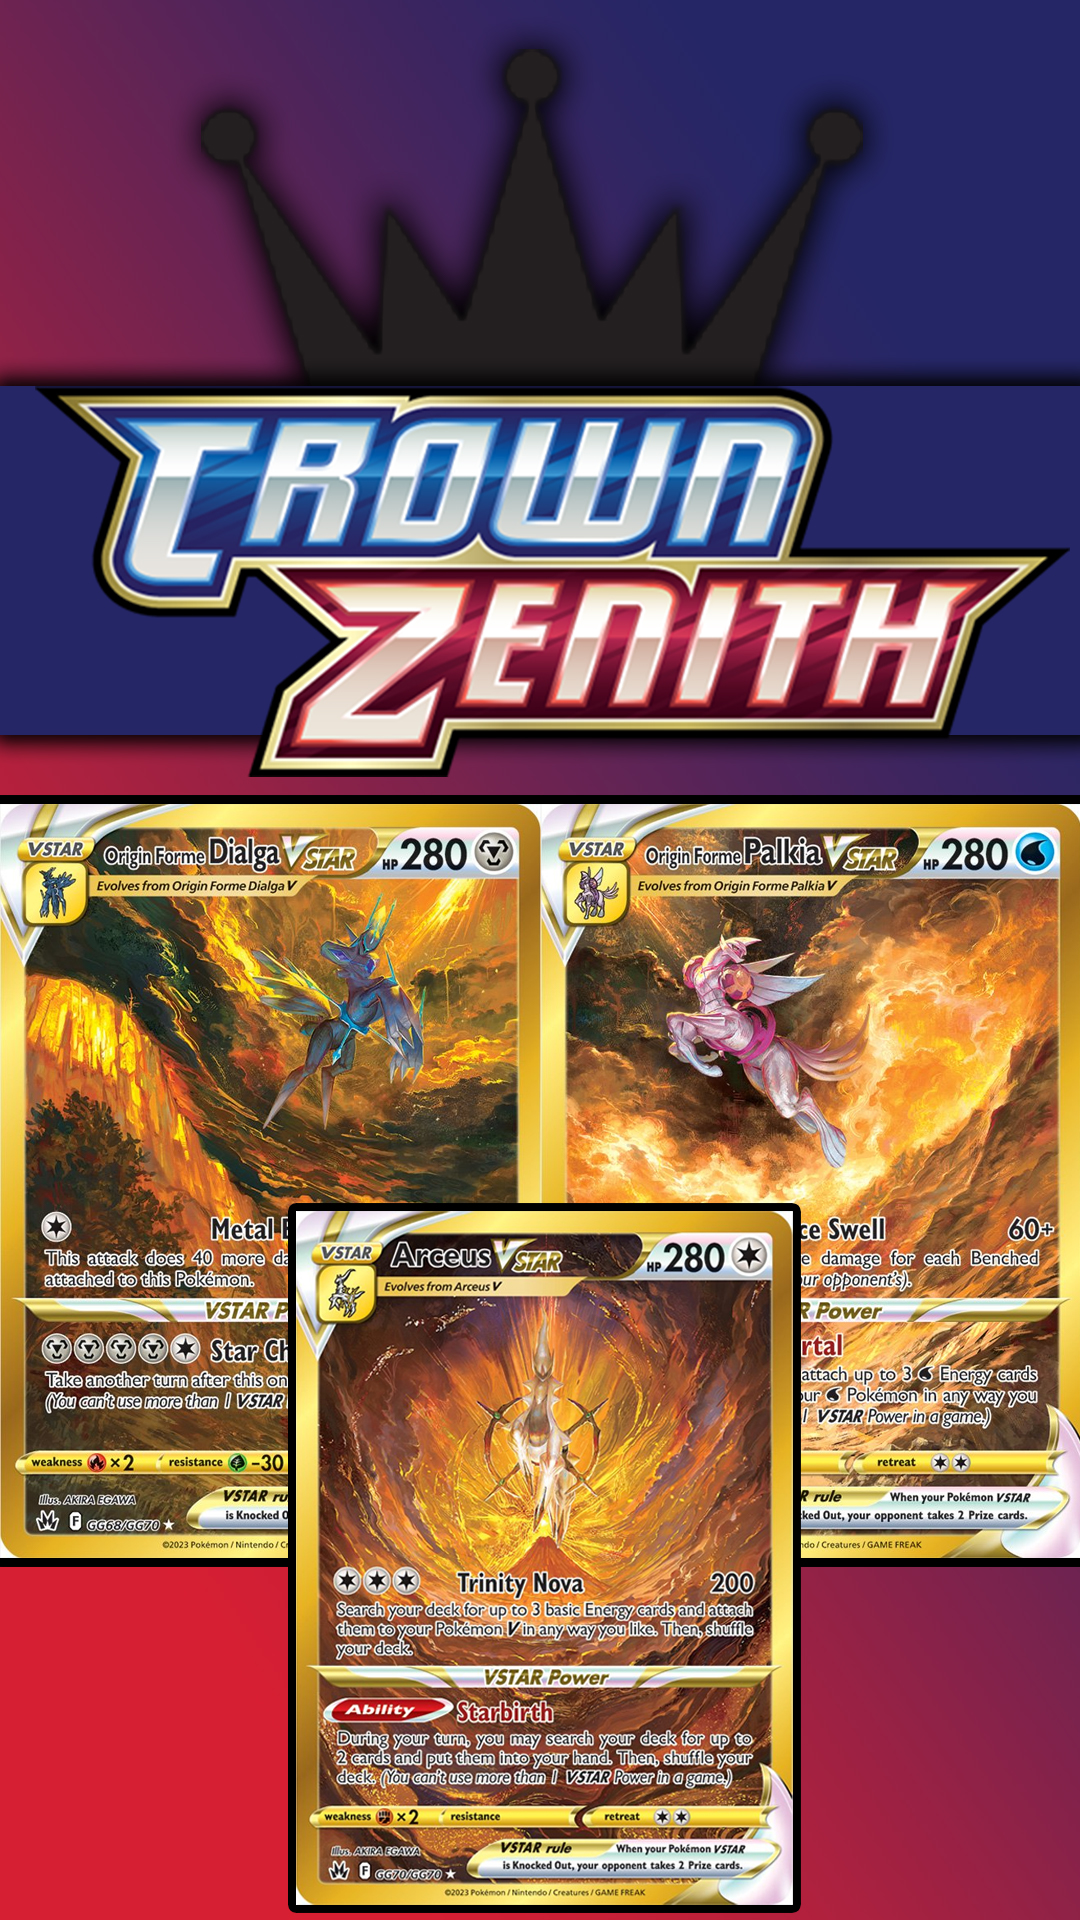 CROWN
ZENITH
VSTAR Origin Forme Dialga VSTAR HP 280
Evolves from Origin Forme Dialga V
Metal
This attack does 40 more
attached to this Pokémon.
VSTAR
Star
Take another turn after this
(You can't use more than 1 VSTAR
weakness ×2 resistance -30
Illus. AKIRA EGAWA
VSTAR
is Knocked
F GG68/GG70 ★
©2023 Pokémon / Nintendo /
VSTAR Origin Forme Palkia VSTAR HP 280
Evolves from Origin Forme Palkia V
Swell 60+
damage for each Benched
opponent's).
Power
attach up to 3 Energy cards
Pokémon in any way you
1 VSTAR Power in a game.)
retreat
rule When your Pokémon VSTAR
Out, your opponent takes 2 Prize cards.
/ Creatures / GAME FREAK
VSTAR Arceus VSTAR HP 280
Evolves from Arceus V
Trinity Nova 200
Search your deck for up to 3 basic Energy cards and attach
them to your Pokémon V in any way you like. Then, shuffle
your deck.
VSTAR Power
Ability Starbirth
During your turn, you may search your deck for up to
2 cards and put them into your hand. Then, shuffle your
deck. (You can't use more than 1 VSTAR Power in a game.)
weakness ×2 resistance retreat
Illus. AKIRA EGAWA
VSTAR rule When your Pokémon VSTAR
is Knocked Out, your opponent takes 2 Prize cards.
F GG70/GG70 ★
©2023 Pokémon / Nintendo / Creatures / GAME FREAK